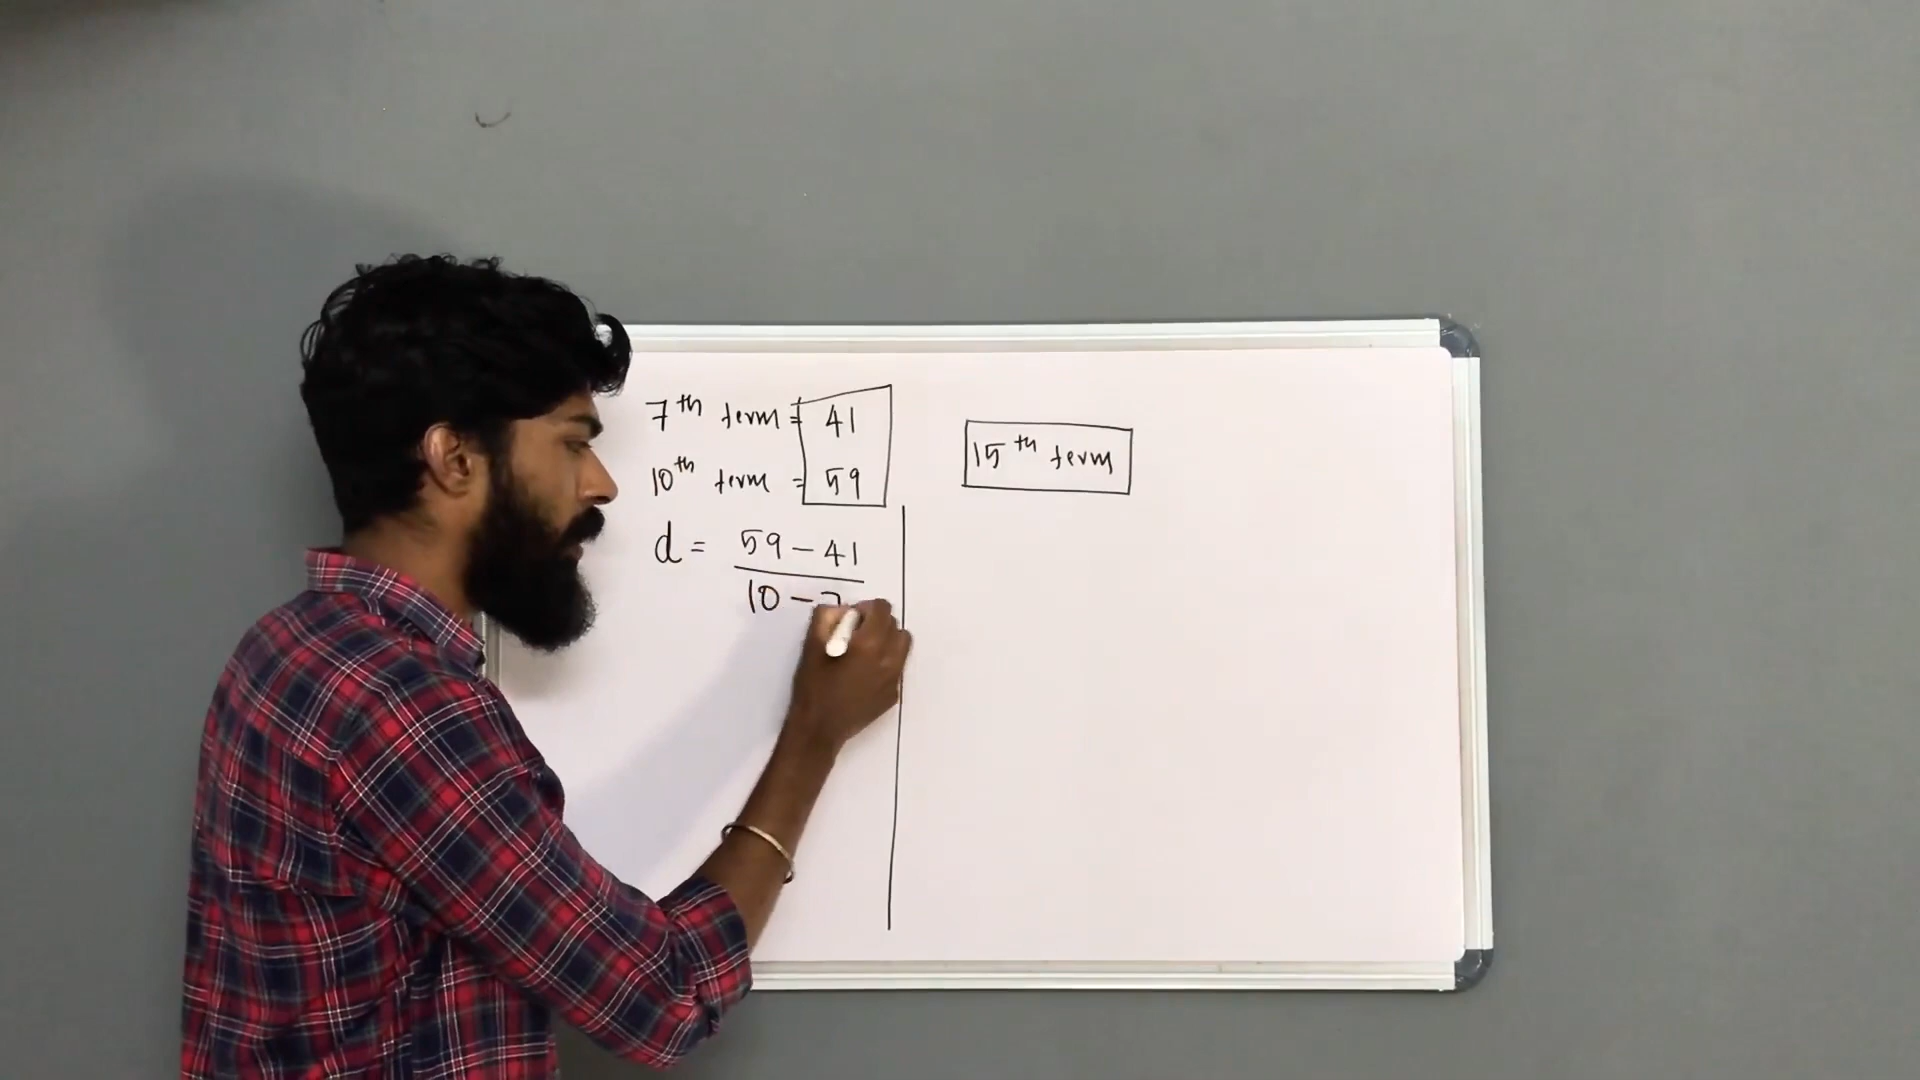 7th term = 41
10th term = 59
15th term
d = 59 - 41
10 - 7